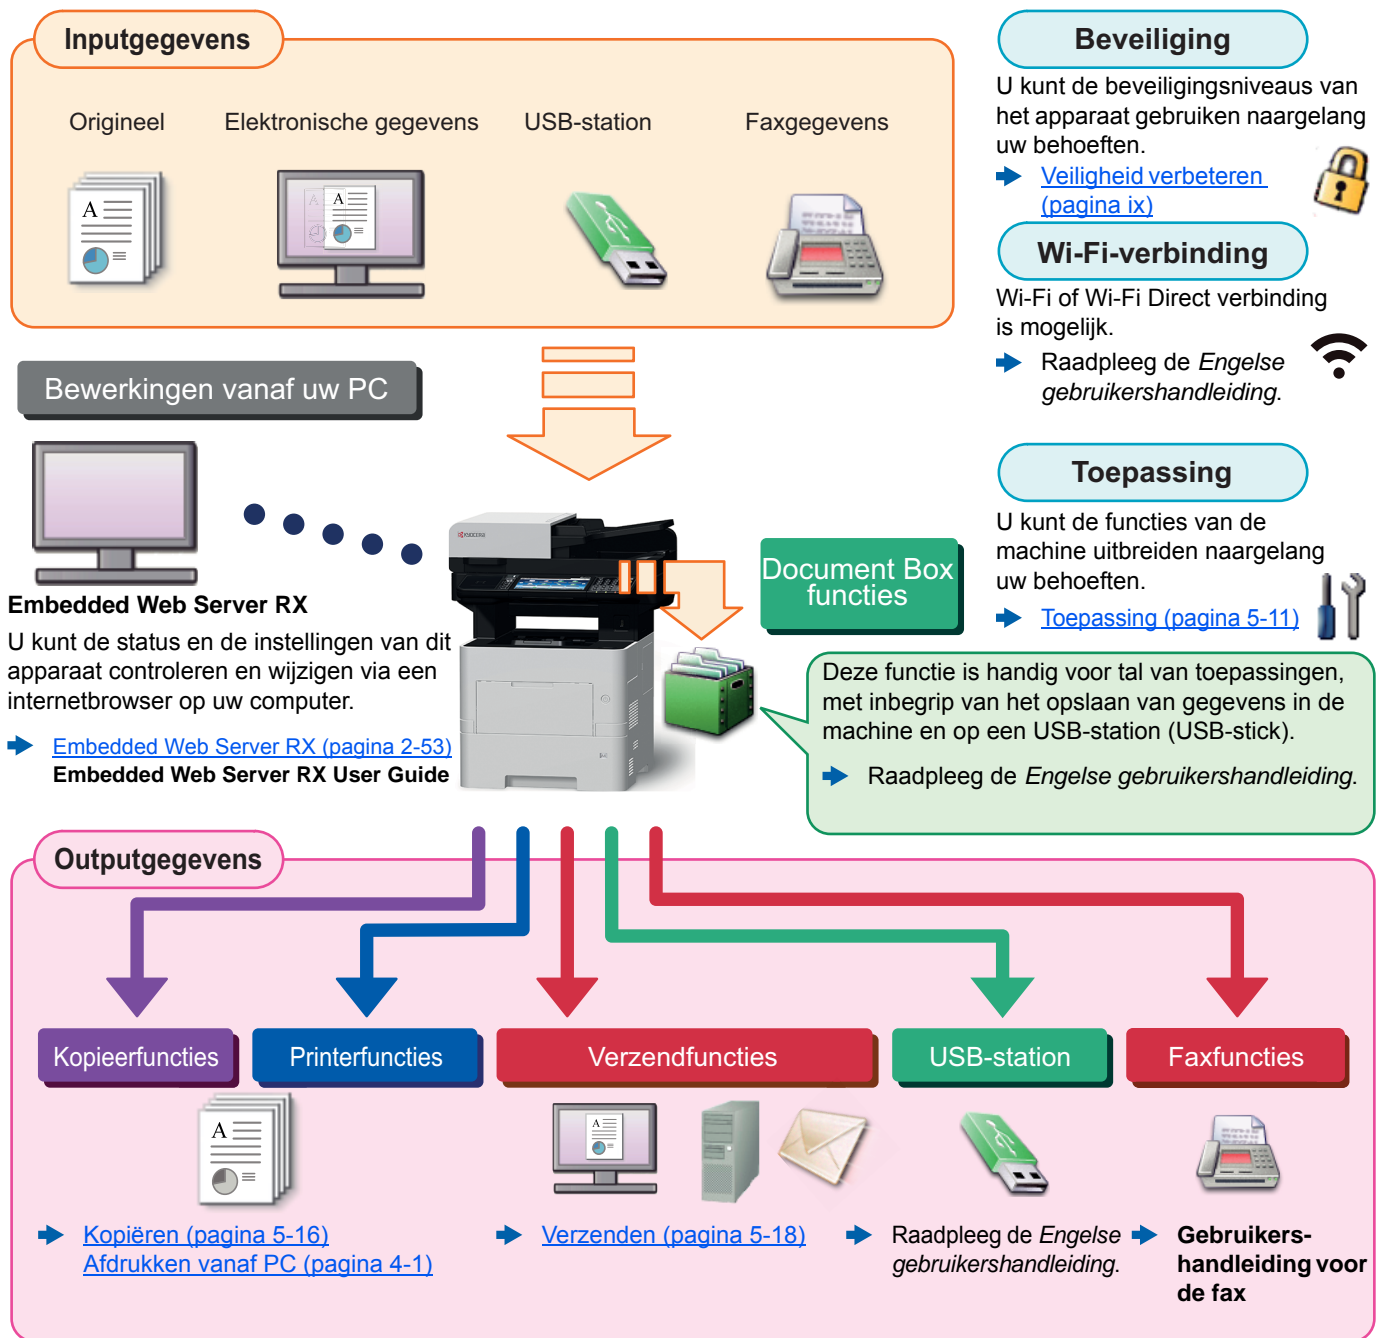 Inputgegevens
Origineel
Elektronische gegevens
USB-station
Faxgegevens
Beveiliging
U kunt de beveiligingsniveaus van
het apparaat gebruiken naargelang
uw behoeften.
Veiligheid verbeteren
(pagina ix)
Wi-Fi-verbinding
Wi-Fi of Wi-Fi Direct verbinding
is mogelijk.
Raadpleeg de Engelse
gebruikershandleiding.
Toepassing
U kunt de functies van de
machine uitbreiden naargelang
uw behoeften.
Toepassing (pagina 5-11)
Bewerkingen vanaf uw PC
Embedded Web Server RX
U kunt de status en de instellingen van dit
apparaat controleren en wijzigen via een
internetbrowser op uw computer.
Embedded Web Server RX (pagina 2-53)
Embedded Web Server RX User Guide
KYOCERA
Document Box
functies
Deze functie is handig voor tal van toepassingen,
met inbegrip van het opslaan van gegevens in de
machine en op een USB-station (USB-stick).
Raadpleeg de Engelse gebruikershandleiding.
Outputgegevens
Kopieerfuncties
Printerfuncties
Verzendfuncties
USB-station
Faxfuncties
A
A
A
A
Kopiëren (pagina 5-16)
Afdrukken vanaf PC (pagina 4-1)
Verzenden (pagina 5-18)
Raadpleeg de Engelse
gebruikershandleiding.
Gebruikers-
handleiding voor
de fax